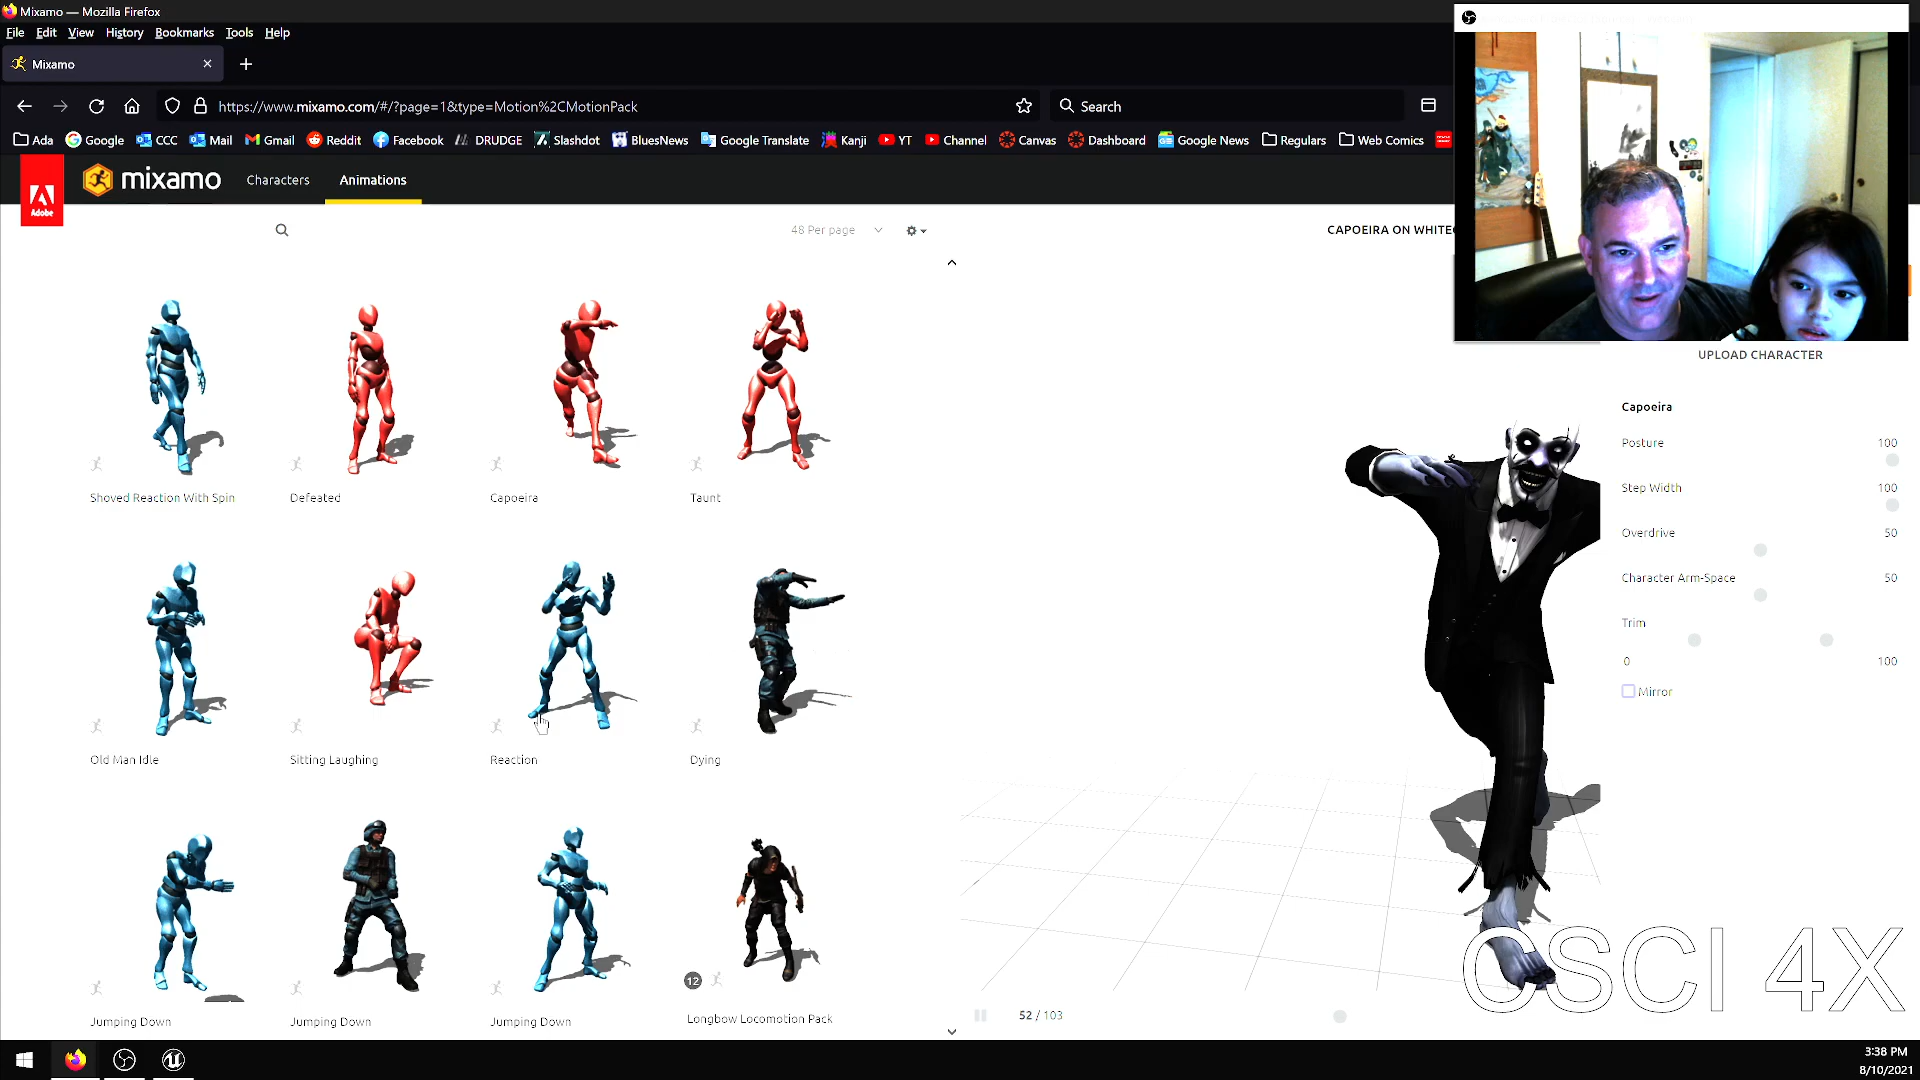 Mixamo — Mozilla Firefox
File Edit View History Bookmarks Tools Help
Mixamo
https://www.mixamo.com/#/?page=1&type=Motion%2CMotionPack
Search
Ada Google CCC Mail Gmail Reddit Facebook DRUDGE Slashdot BluesNews Google Translate Kanji YT Channel Canvas Dashboard Google News Regulars Web Comics
Adobe
mixamo Characters Animations
48 Per page
CAPOEIRA ON WHITEC
UPLOAD CHARACTER
Capoeira
Posture 100
Step Width 100
Overdrive 50
Character Arm-Space 50
Trim
0 100
Mirror
Shoved Reaction With Spin Defeated Capoeira Taunt
Old Man Idle Sitting Laughing Reaction Dying
12
Jumping Down Jumping Down Jumping Down Longbow Locomotion Pack
52 / 103
CSCI 4X
3:38 PM
8/10/2021